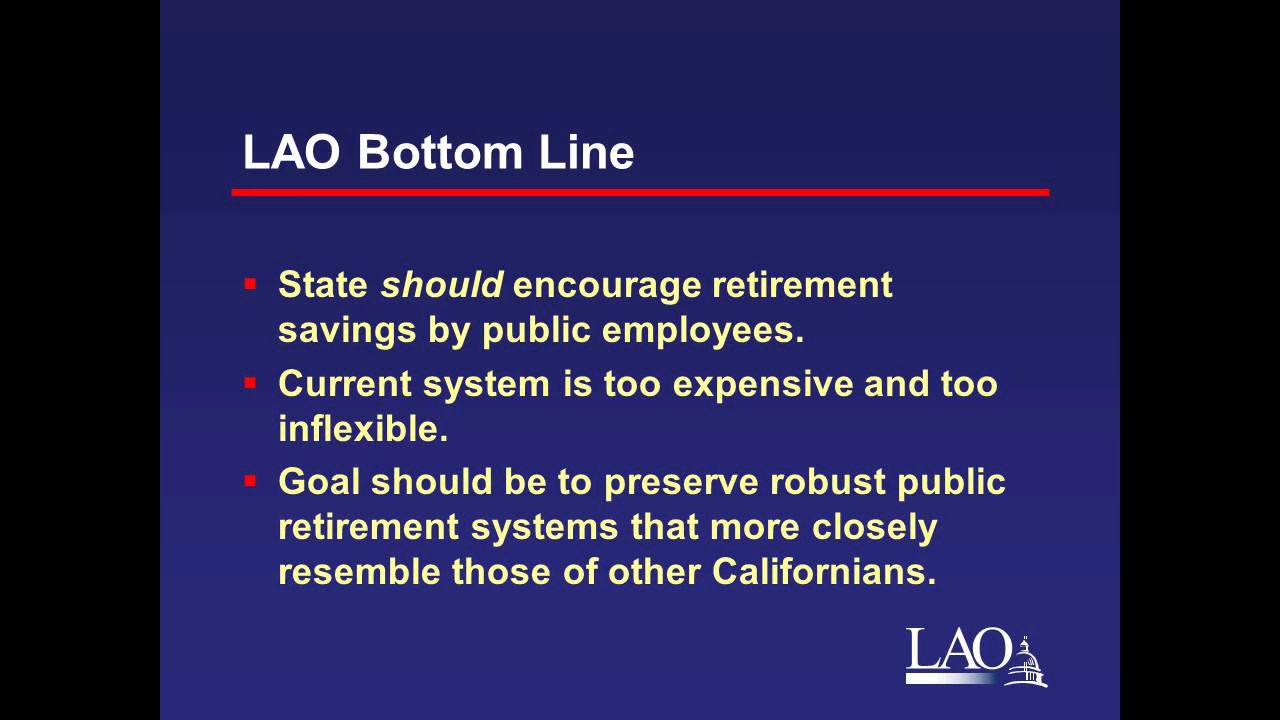 LAO Bottom Line
State should encourage retirement
savings by public employees.
Current system is too expensive and too
inflexible.
Goal should be to preserve robust public
retirement systems that more closely
resemble those of other Californians.
LAO